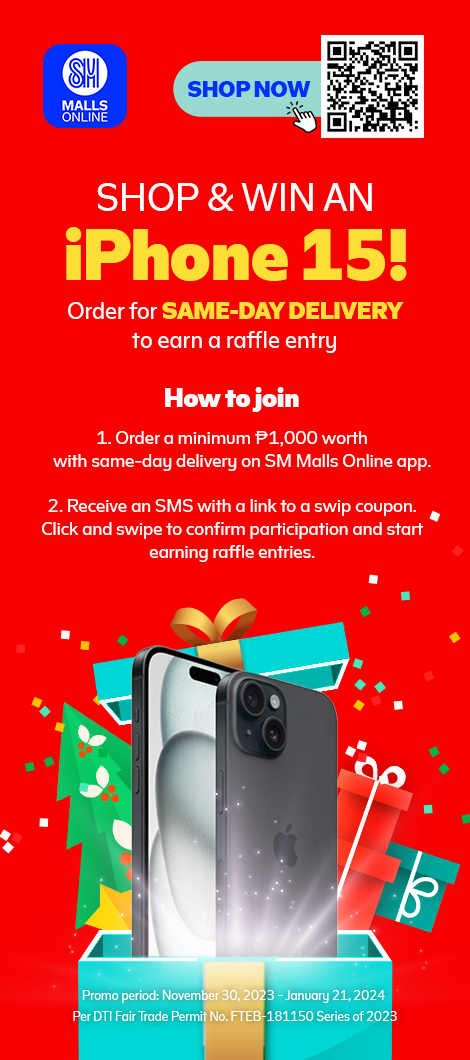 SM
MALLS
ONLINE
SHOP NOW
SHOP & WIN AN
iPhone 15!
Order for SAME-DAY DELIVERY
to earn a raffle entry
How to join
1. Order a minimum ₱1,000 worth
with same-day delivery on SM Malls Online app.
2. Receive an SMS with a link to a swip coupon.
Click and swipe to confirm participation and start
earning raffle entries.
Promo period: November 30, 2023 - January 21, 2024
Per DTI Fair Trade Permit No. FTEB-181150 Series of 2023